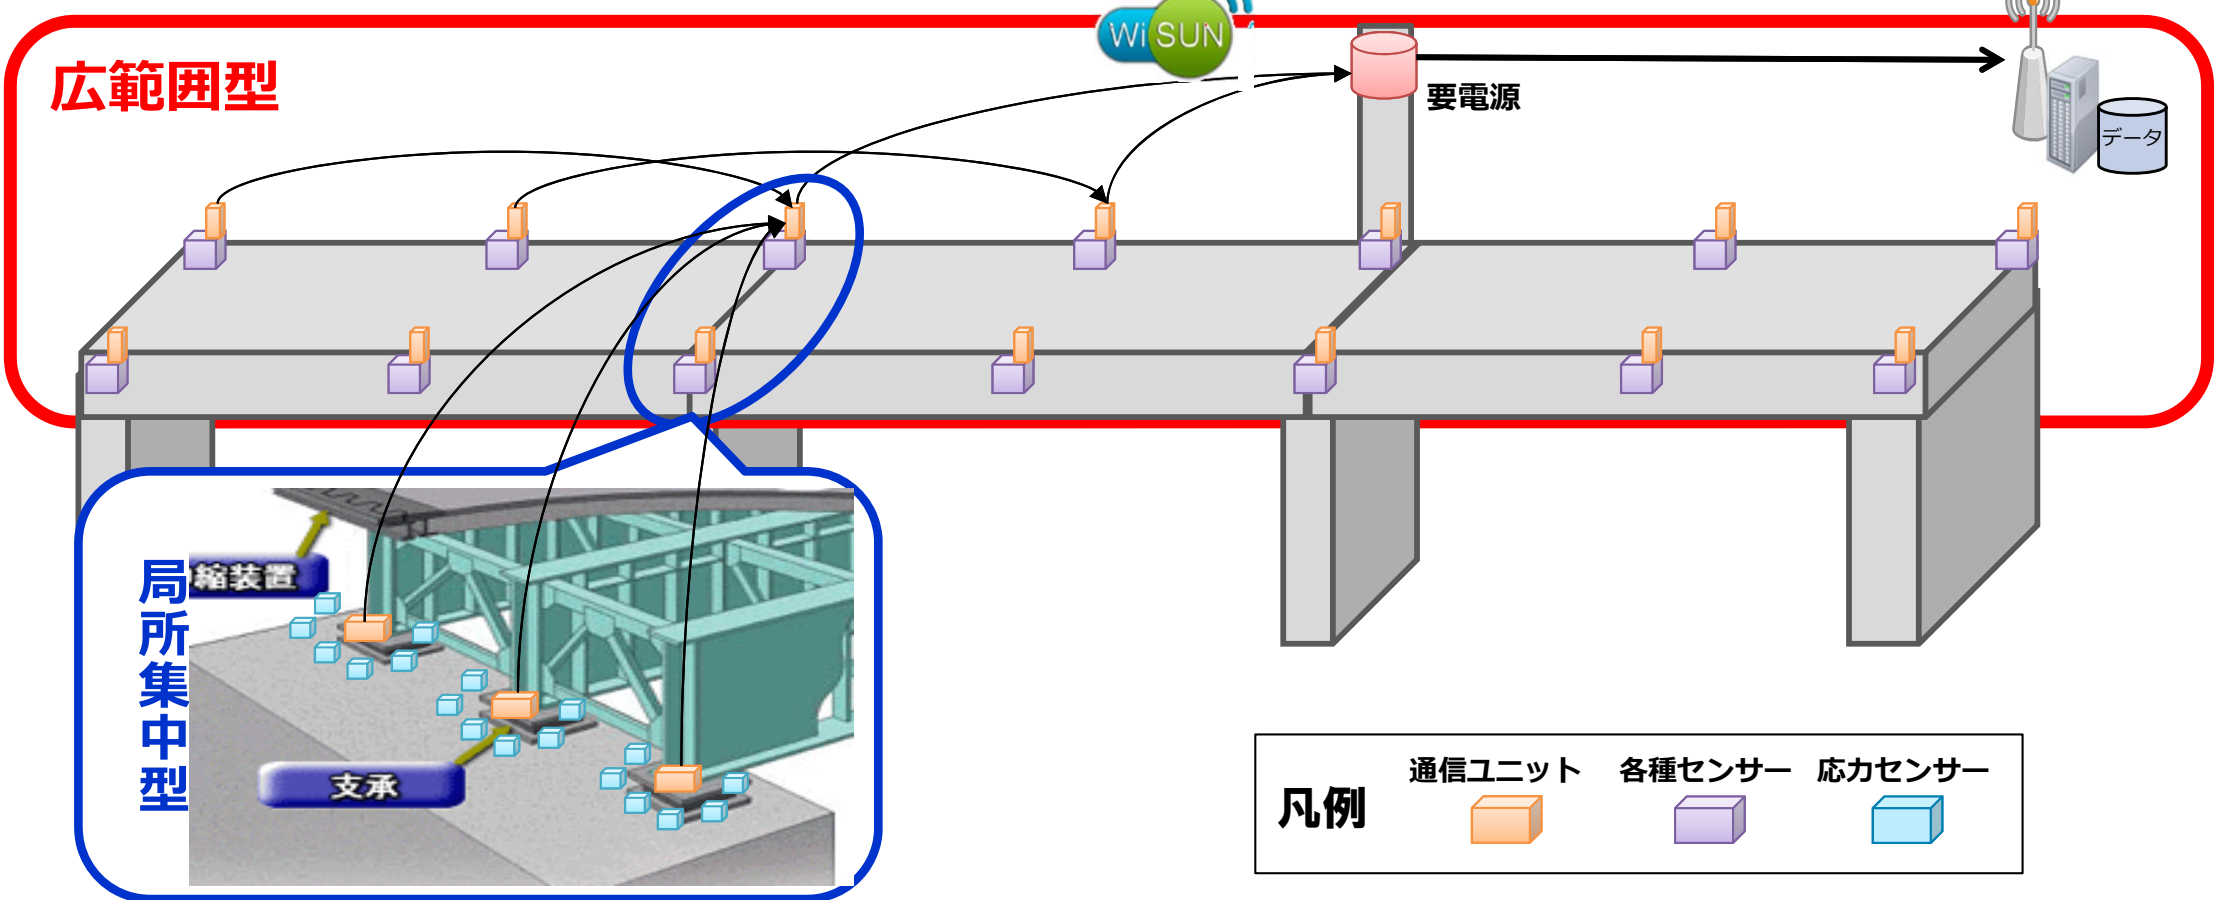 Wi SUN
広範囲型
要電源
データ
縮装置
局所集中型
支承
通信ユニット 各種センサー 応力センサー
凡例